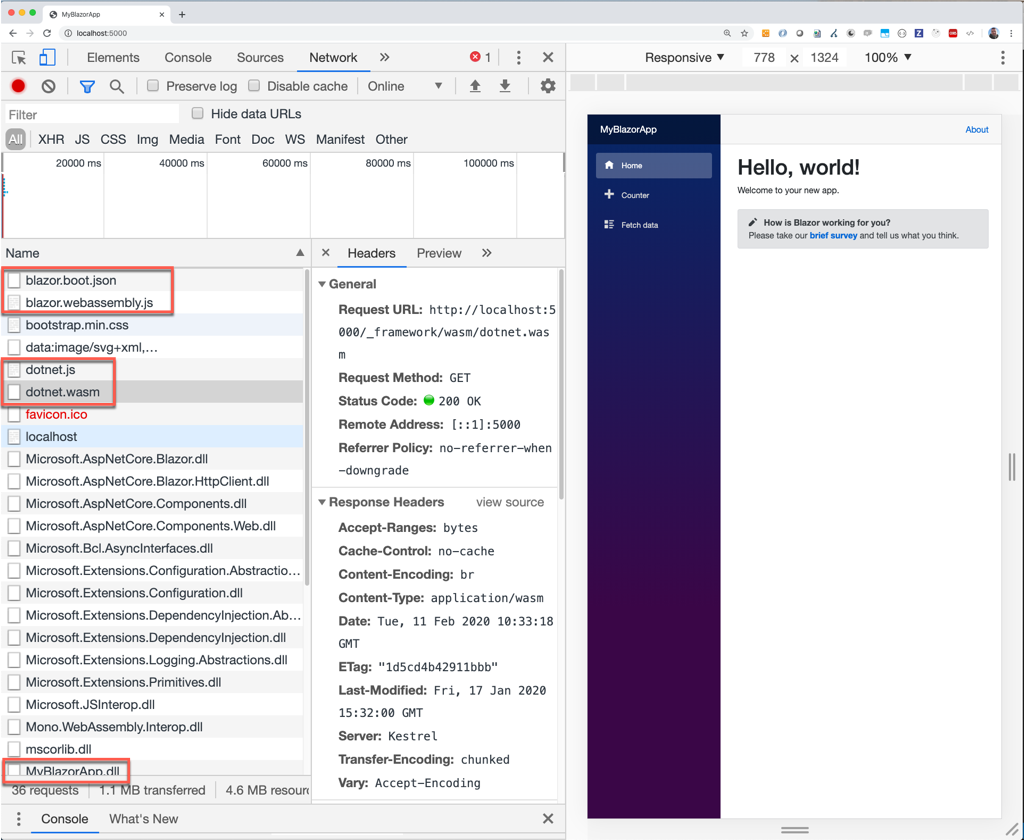 MyBlazorApp
localhost:5000
Elements Console Sources Network 1
Preserve log Disable cache Online
Filter Hide data URLs
All XHR JS CSS Img Media Font Doc WS Manifest Other
20000 ms 40000 ms 60000 ms 80000 ms 100000 ms
Name
blazor.boot.json
blazor.webassembly.js
bootstrap.min.css
data:image/svg+xml,…
dotnet.js
dotnet.wasm
favicon.ico
localhost
Microsoft.AspNetCore.Blazor.dll
Microsoft.AspNetCore.Blazor.HttpClient.dll
Microsoft.AspNetCore.Components.dll
Microsoft.AspNetCore.Components.Web.dll
Microsoft.Bcl.AsyncInterfaces.dll
Microsoft.Extensions.Configuration.Abstractio…
Microsoft.Extensions.Configuration.dll
Microsoft.Extensions.DependencyInjection.Ab…
Microsoft.Extensions.DependencyInjection.dll
Microsoft.Extensions.Logging.Abstractions.dll
Microsoft.Extensions.Primitives.dll
Microsoft.JSInterop.dll
Mono.WebAssembly.Interop.dll
mscorlib.dll
MyBlazorApp.dll
36 requests 1.1 MB transferred 4.6 MB resour
Headers Preview
General
Request URL: http://localhost:5
000/_framework/wasm/dotnet.was
m
Request Method: GET
Status Code: 200 OK
Remote Address: [::1]:5000
Referrer Policy: no-referrer-when
-downgrade
Response Headers view source
Accept-Ranges: bytes
Cache-Control: no-cache
Content-Encoding: br
Content-Type: application/wasm
Date: Tue, 11 Feb 2020 10:33:18
GMT
ETag: "1d5cd4b42911bbb"
Last-Modified: Fri, 17 Jan 2020
15:32:00 GMT
Server: Kestrel
Transfer-Encoding: chunked
Vary: Accept-Encoding
Console What's New
Responsive 778 1324 100%
MyBlazorApp
Home
Counter
Fetch data
About
Hello, world!
Welcome to your new app.
How is Blazor working for you?
Please take our brief survey and tell us what you think.